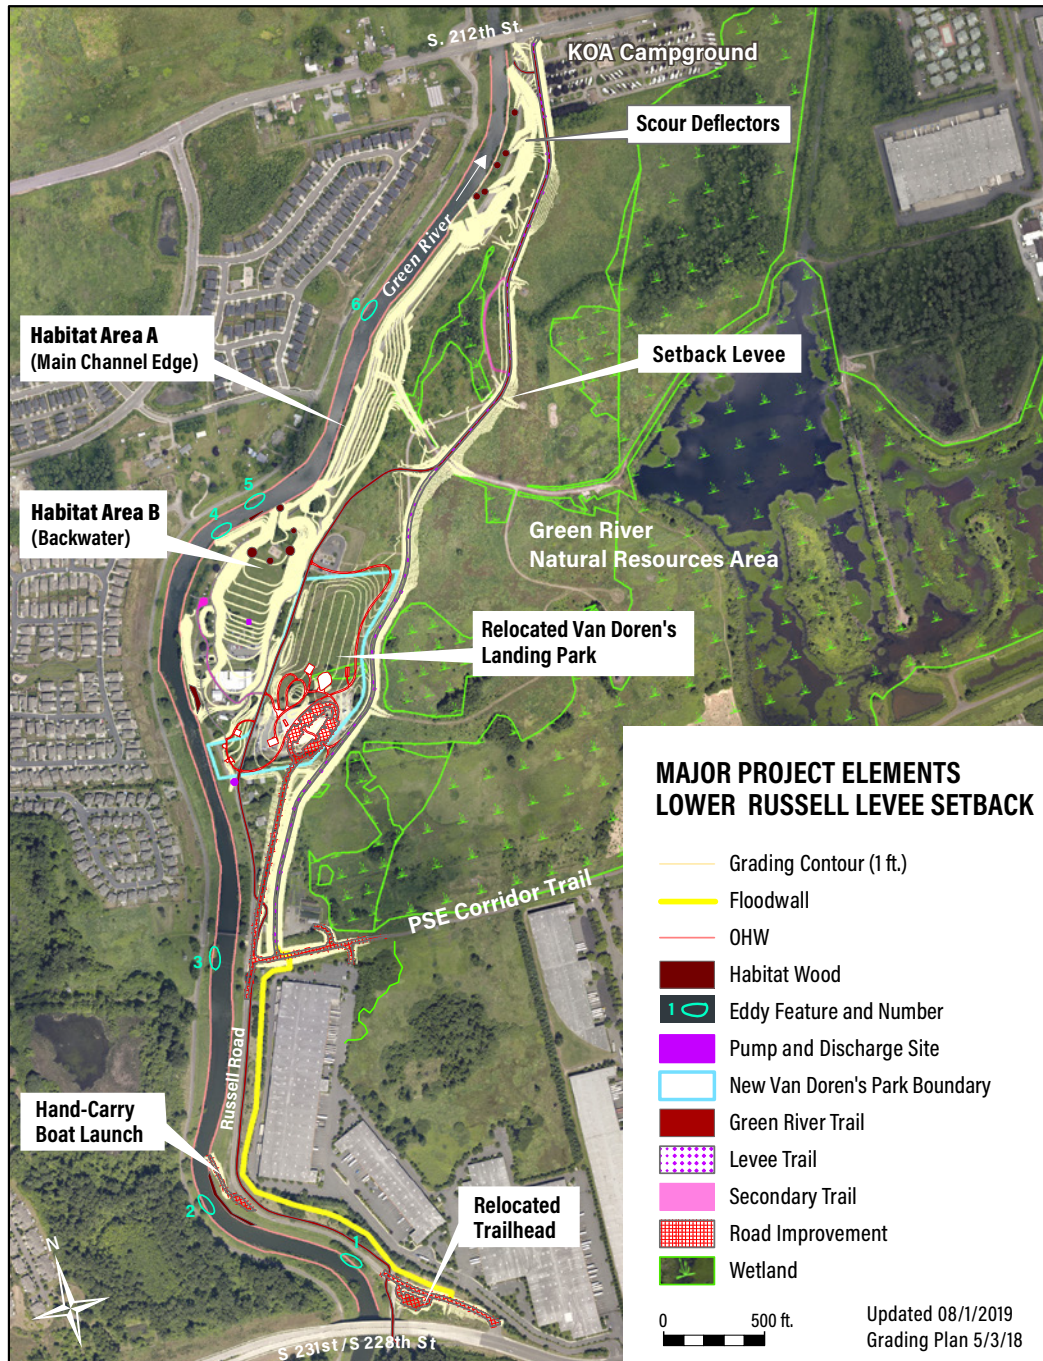 S. 212th St.
KOA Campground
Scour Deflectors
Green River
6
Habitat Area A
(Main Channel Edge)
Setback Levee
5
4
Habitat Area B
(Backwater)
Green River
Natural Resources Area
Relocated Van Doren's
Landing Park
PSE Corridor Trail
3
Russell Road
Hand-Carry
Boat Launch
2
Relocated
Trailhead
1
N
S 231st / S 228th St
MAJOR PROJECT ELEMENTS
LOWER RUSSELL LEVEE SETBACK
Grading Contour (1 ft.)
Floodwall
OHW
Habitat Wood
1
Eddy Feature and Number
Pump and Discharge Site
New Van Doren's Park Boundary
Green River Trail
Levee Trail
Secondary Trail
Road Improvement
Wetland
0 500 ft.
Updated 08/1/2019
Grading Plan 5/3/18